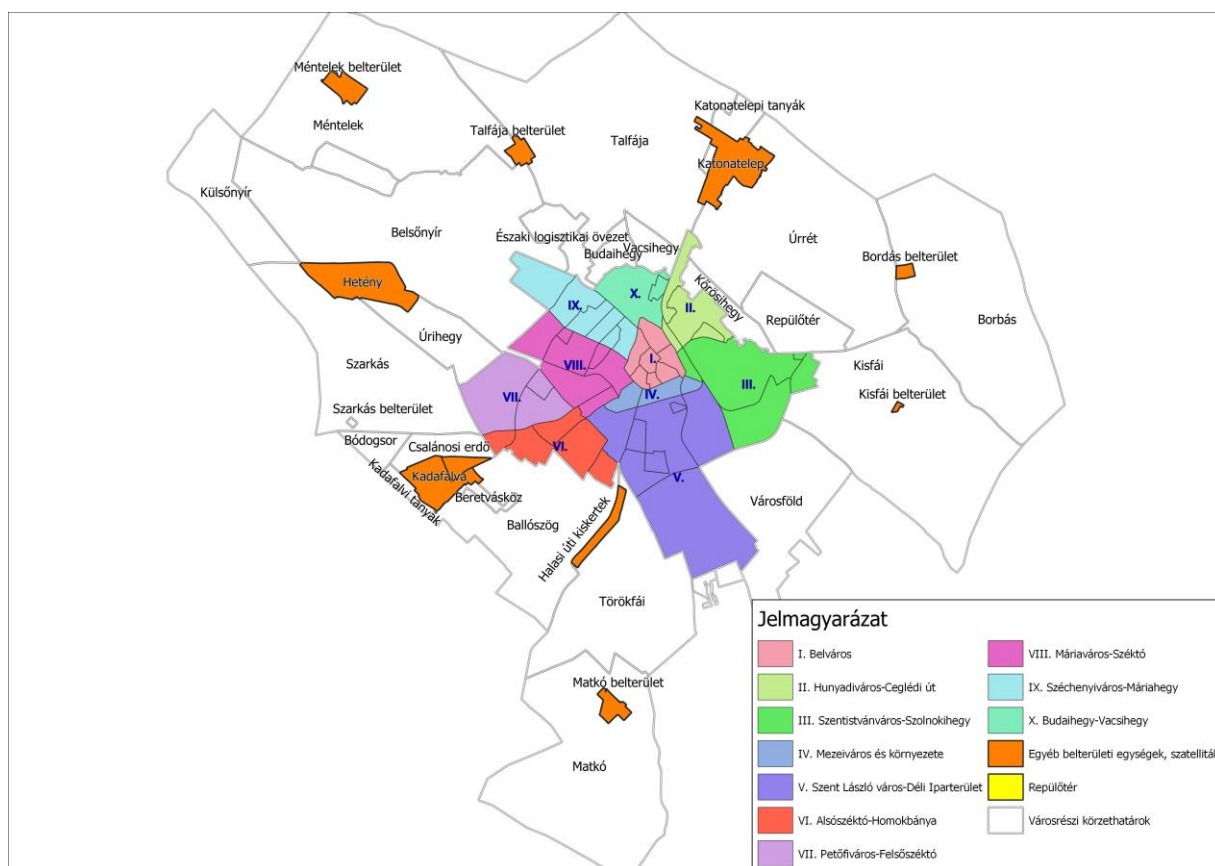 Méntelek belterület
Katonatelepi tanyák
Méntelek
Talfája belterület
Talfája
Katonatelep
Külsőnyír
Belsőnyír
Északi logisztikai övezet
Vacsihegy
Budaihegy
Úrrét
Bordás belterület
Hetény
Kőrösihegy
X.
IX.
II.
Repülőtér
Borbás
Úrihegy
I.
Szarkás
VIII.
Kisfái
III.
Kisfái belterület
IV.
VII.
Szarkás belterület
Bódogsor
Csalánosi erdő
VI.
Kadafalva
Kadafalvi tanyák
Beretvásköz
V.
Városföld
Ballószög
Halasi úti kiskertek
Törökfái
Matkó belterület
Matkó
Jelmagyarázat
I. Belváros
II. Hunyadiváros-Ceglédi út
III. Szentistvánváros-Szolnokihegy
IV. Mezeiváros és környezete
V. Szent László város-Déli Iparterület
VI. Alsószéktó-Homokbánya
VII. Petőfiváros-Felsőszéktó
VIII. Máriaváros-Széktó
IX. Széchenyiváros-Máriahegy
X. Budaihegy-Vacsihegy
Egyéb belterületi egységek, szatelliták
Repülőtér
Városrészi körzethatárok